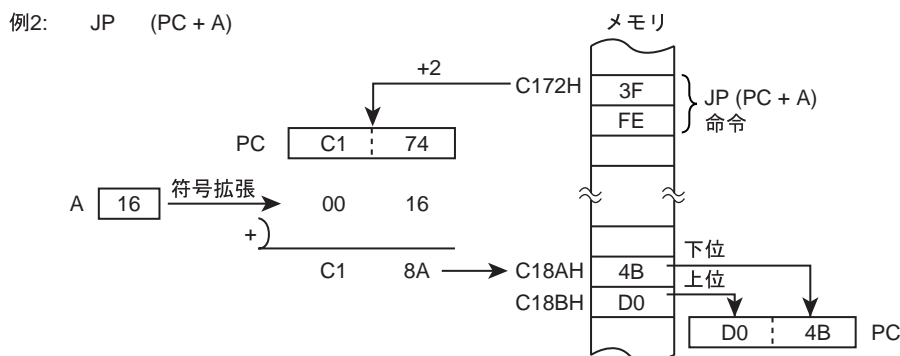 例2: JP (PC + A)
メモリ
+2
C172H
3F
FE
JP (PC + A)
命令
PC
C1 74
A
16
符号拡張
00 16
+)
C1 8A
C18AH
4B
下位
C18BH
D0
上位
D0 4B
PC